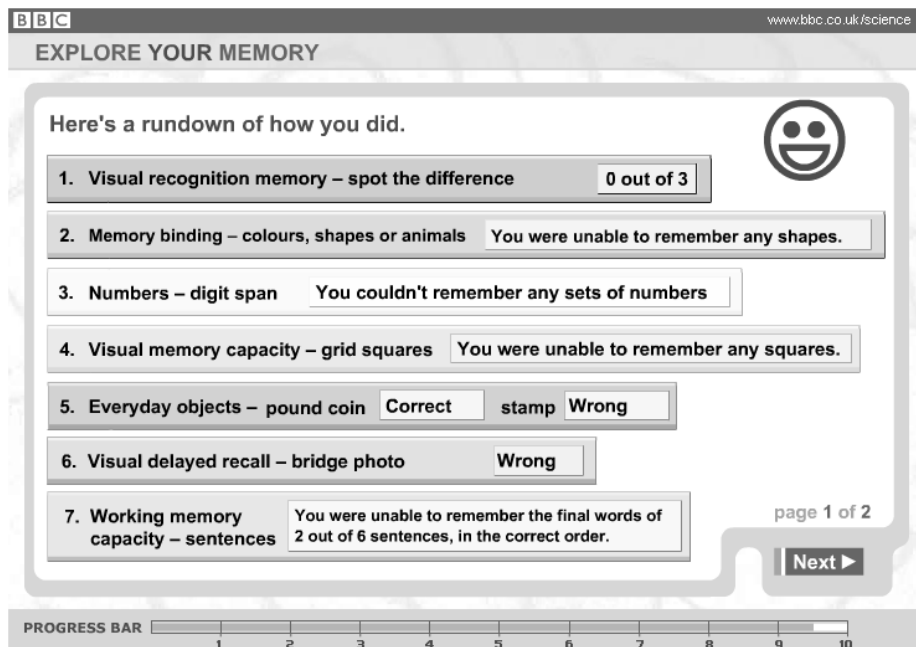 BBC www.bbc.co.uk/science
EXPLORE YOUR MEMORY
Here's a rundown of how you did.
1. Visual recognition memory – spot the difference 0 out of 3
2. Memory binding – colours, shapes or animals You were unable to remember any shapes.
3. Numbers – digit span You couldn't remember any sets of numbers
4. Visual memory capacity – grid squares You were unable to remember any squares.
5. Everyday objects – pound coin Correct stamp Wrong
6. Visual delayed recall – bridge photo Wrong
7. Working memory
capacity – sentences
You were unable to remember the final words of
2 out of 6 sentences, in the correct order.
page 1 of 2
Next
PROGRESS BAR
1 2 3 4 5 6 7 8 9 10